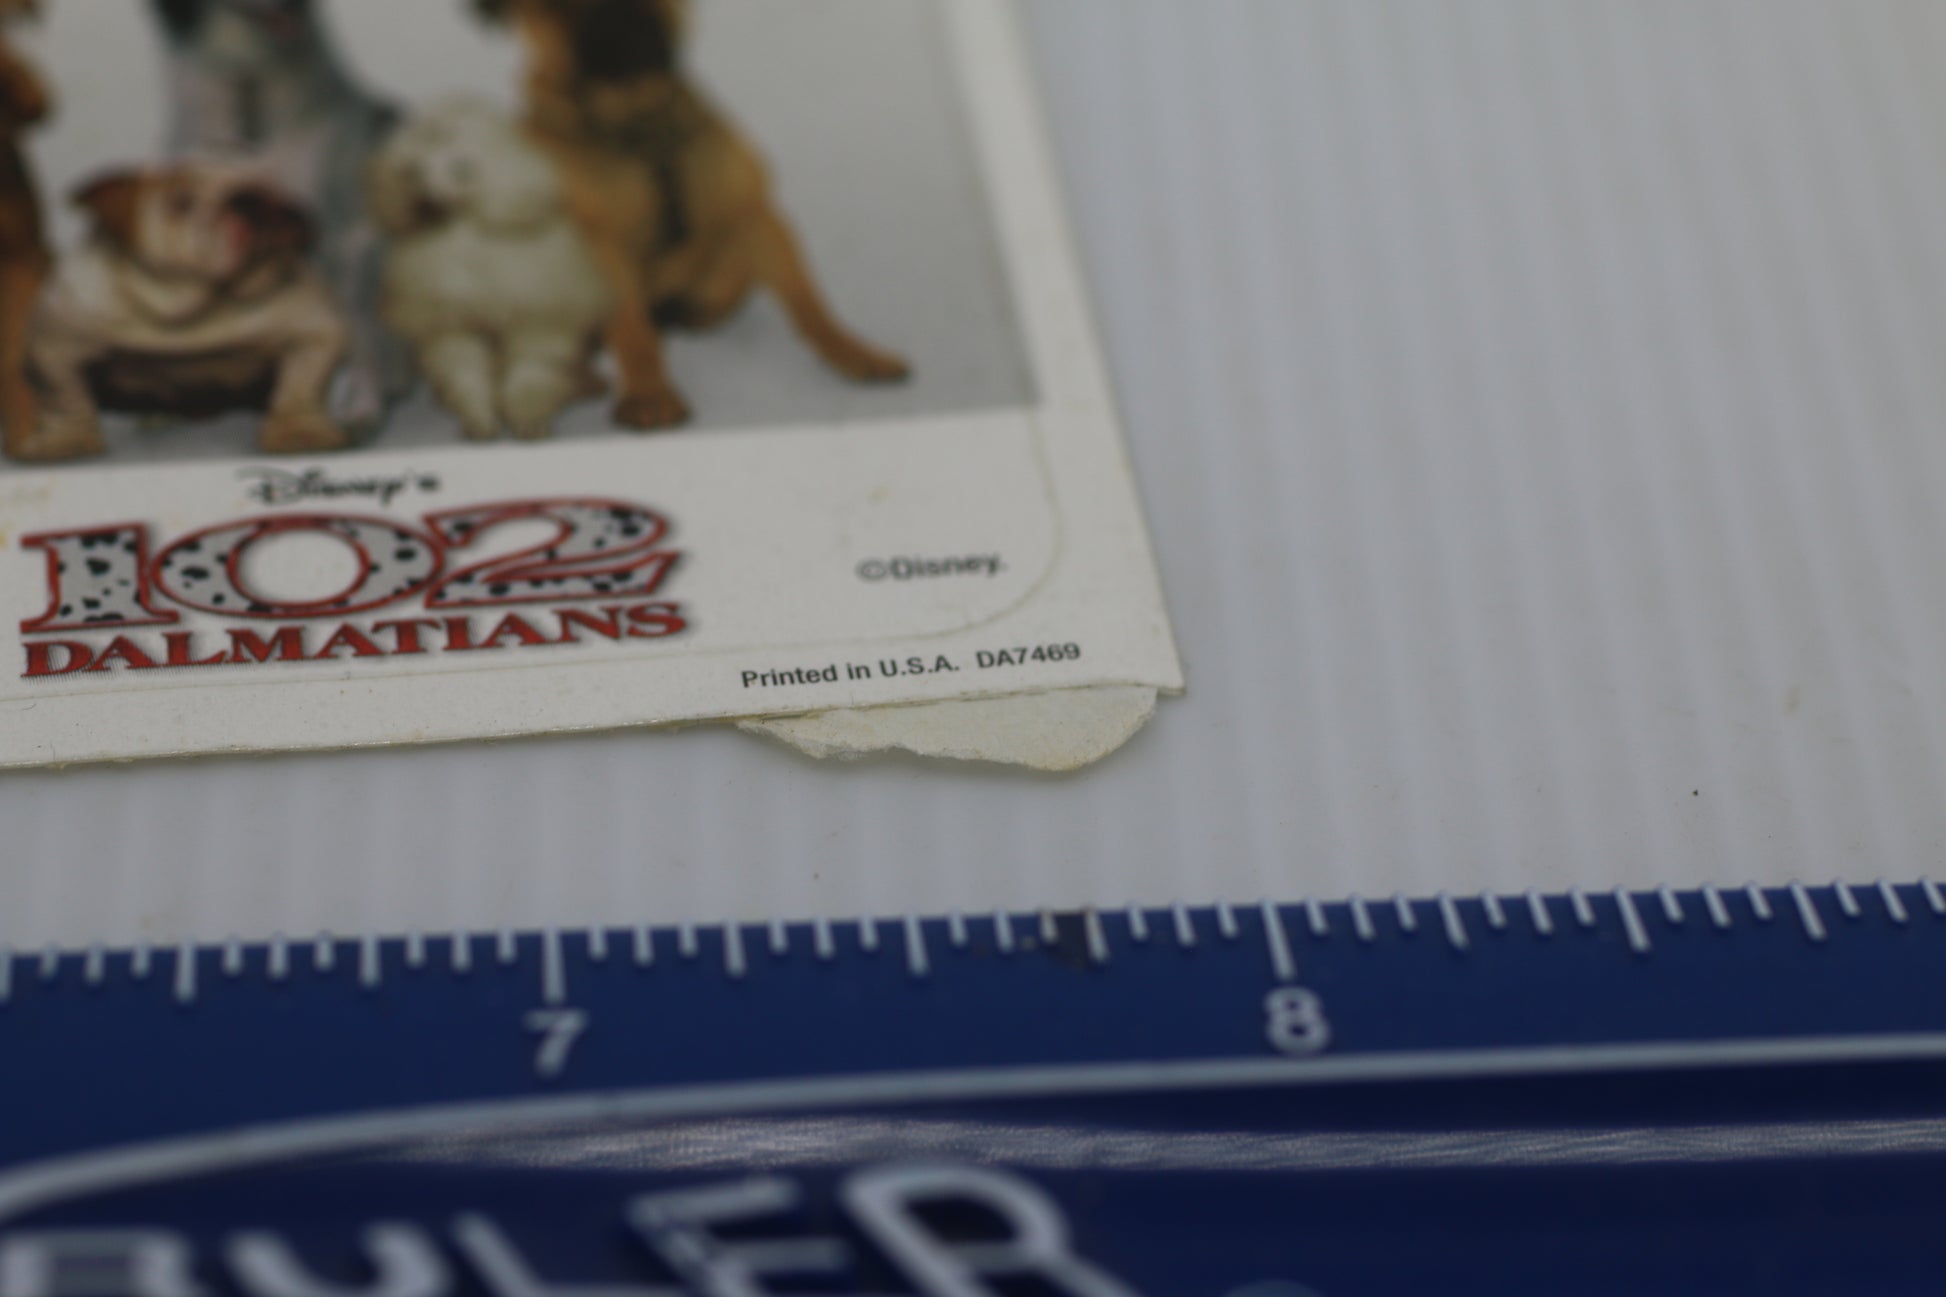 Disney's
102
DALMATIANS
©Disney.
Printed in U.S.A. DA7469
7
8
RULER